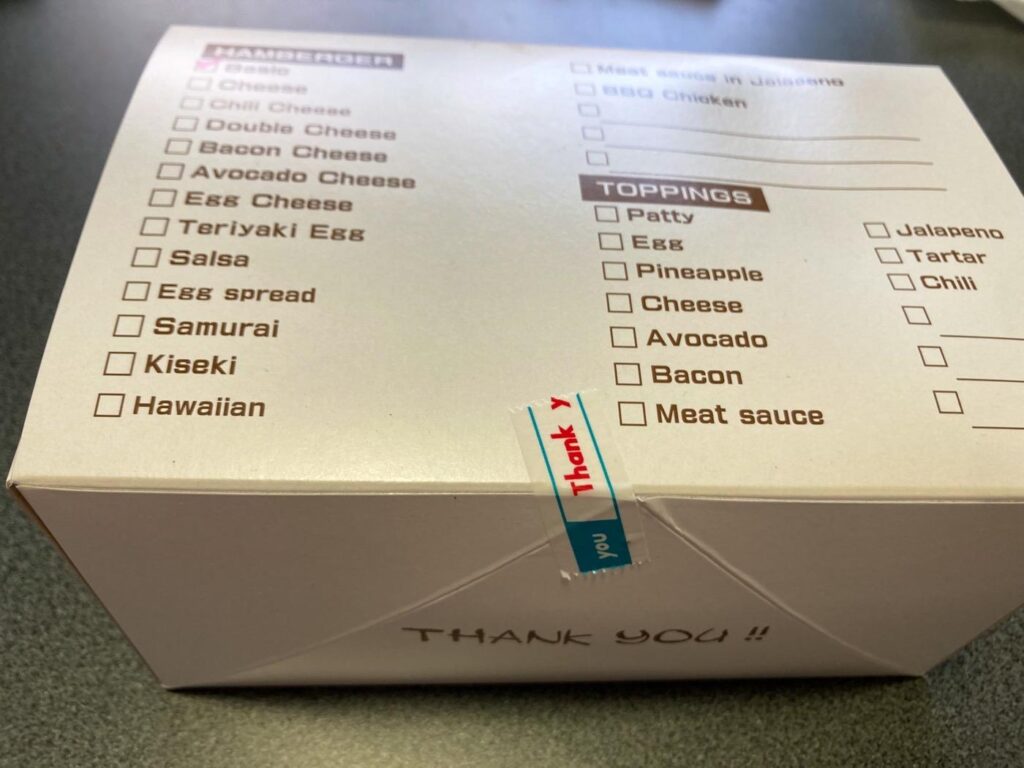 HAMBERGER
Basic
Cheese
Chili Cheese
Double Cheese
Bacon Cheese
Avocado Cheese
Egg Cheese
Teriyaki Egg
Salsa
Egg spread
Samurai
Kiseki
Hawaiian
Meat sauce in Jalapeno
BBQ Chicken
TOPPINGS
Patty
Egg
Pineapple
Cheese
Avocado
Bacon
Meat sauce
Jalapeno
Tartar
Chili
Thank y
you
THANK YOU !!